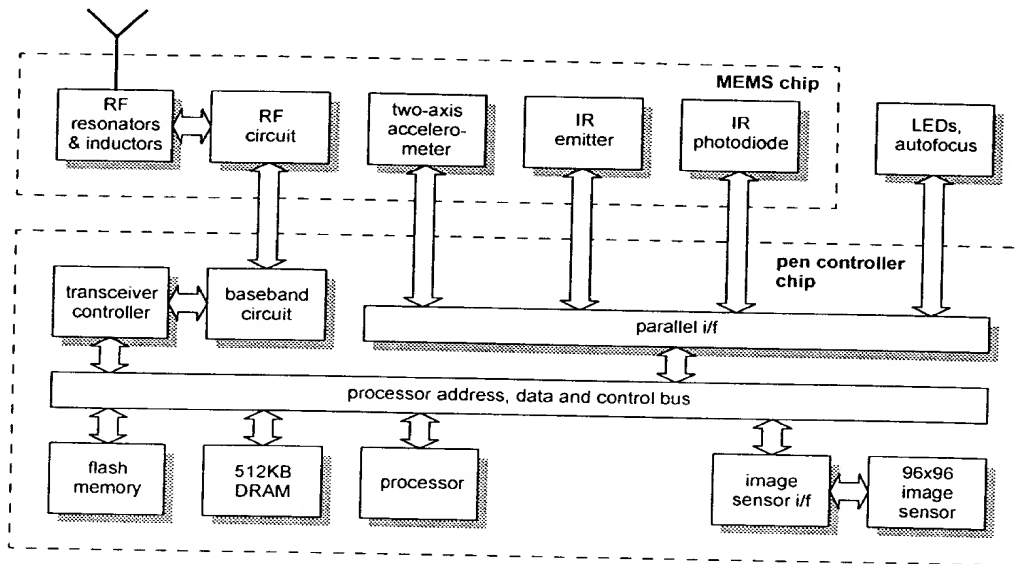 MEMS chip
RF
resonators
& inductors
RF
circuit
two-axis
accelero-
meter
IR
emitter
IR
photodiode
LEDs,
autofocus
pen controller
chip
transceiver
controller
baseband
circuit
parallel i/f
processor address, data and control bus
flash
memory
512KB
DRAM
processor
image
sensor i/f
96x96
image
sensor